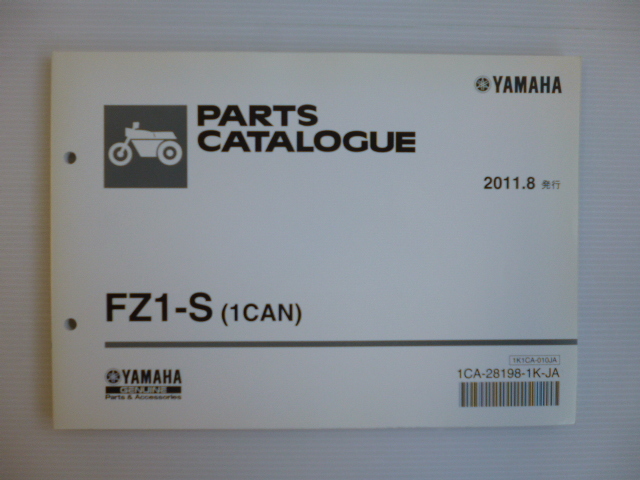 YAMAHA
PARTS
CATALOGUE
2011.8 発行
FZ1-S (1CAN)
1K1CA-010JA
YAMAHA
GENUINE
Parts & Accessories
1CA-28198-1K-JA